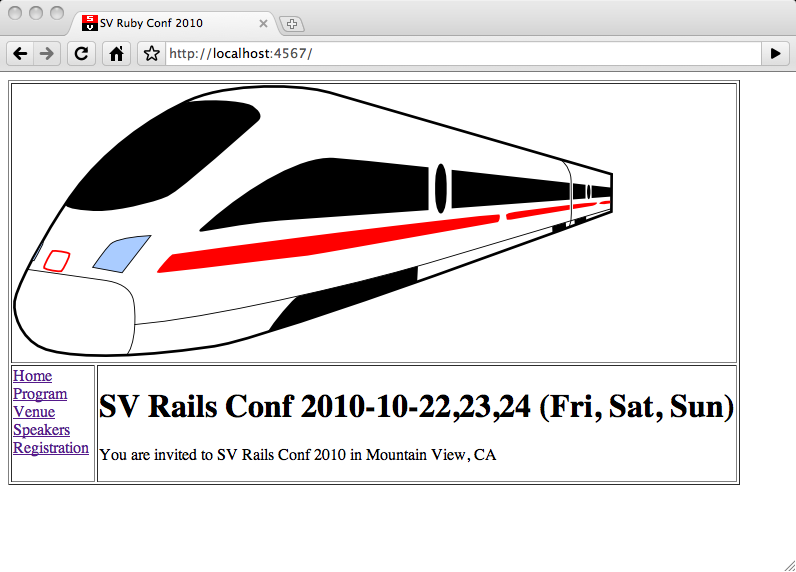 SV Ruby Conf 2010
http://localhost:4567/
Home
Program
Venue
Speakers
Registration
SV Rails Conf 2010-10-22,23,24 (Fri, Sat, Sun)
You are invited to SV Rails Conf 2010 in Mountain View, CA